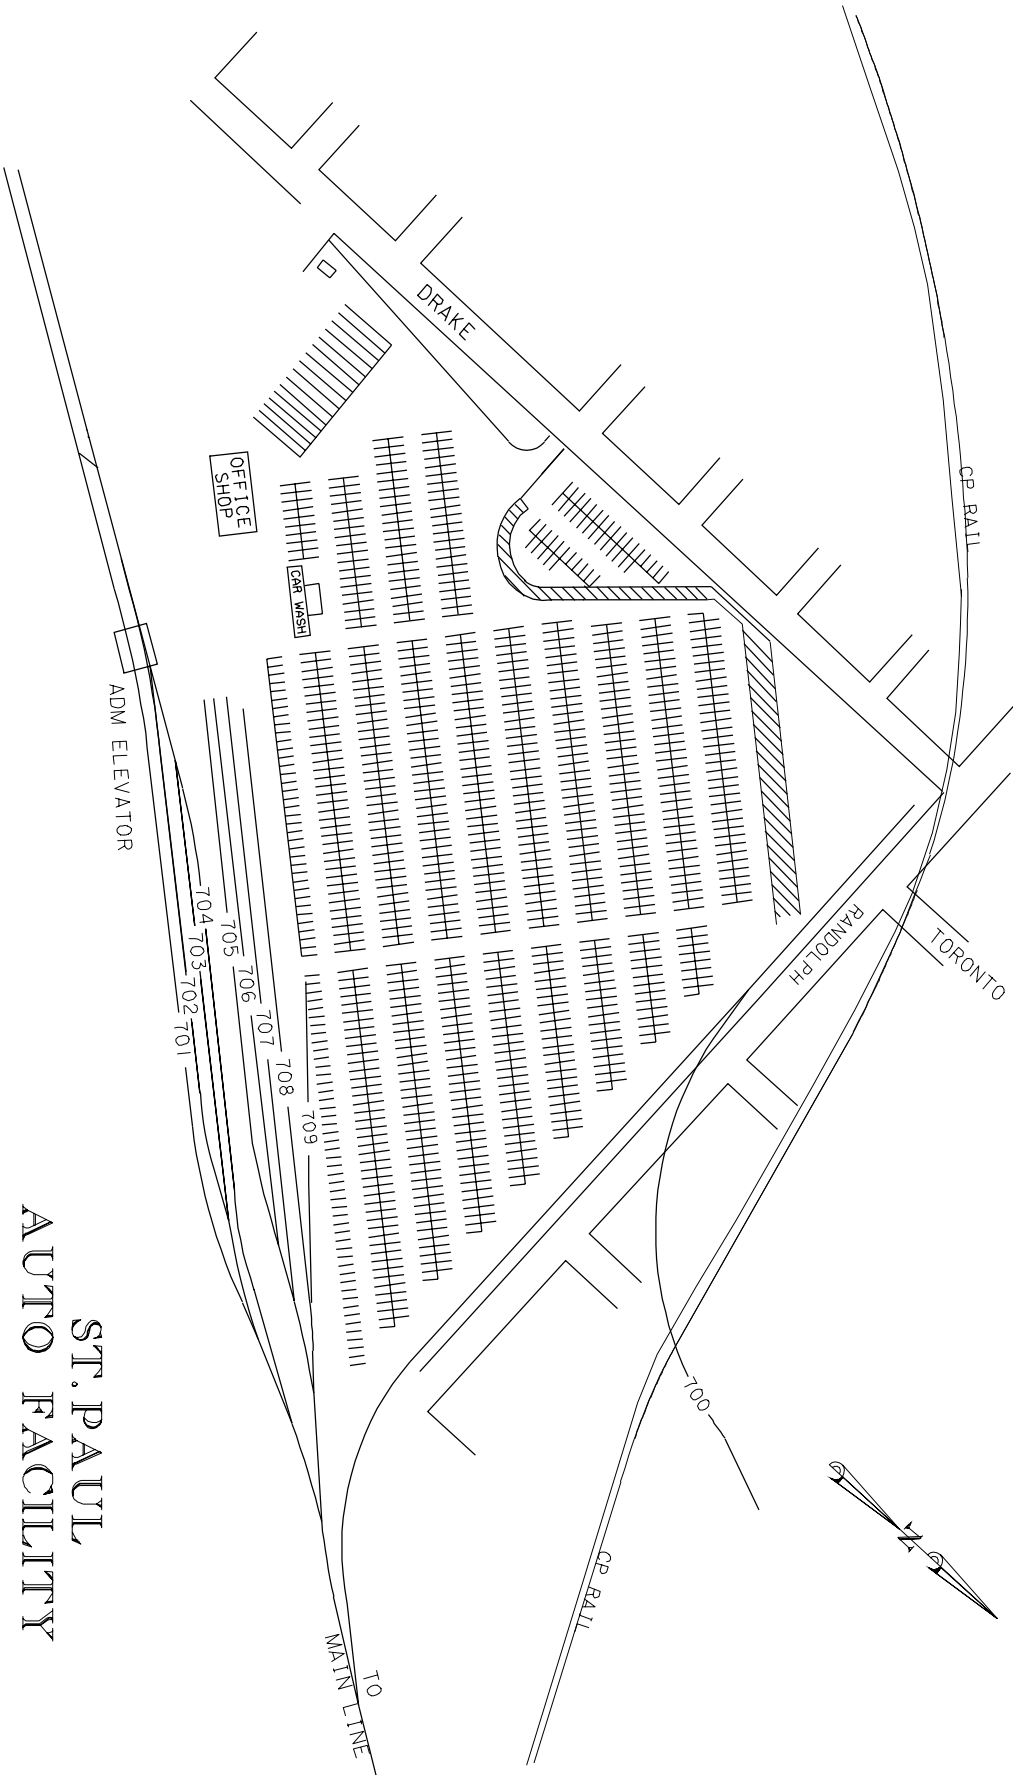 ST. PAUL
AUTO FACILITY
CP RAIL
DRAKE
OFFICE
SHOP
CAR WASH
ADM ELEVATOR
TORONTO
RANDOLPH
704
703
702
701
705
706
707
708
709
700
N
CP RAIL
TO
MAIN LINE